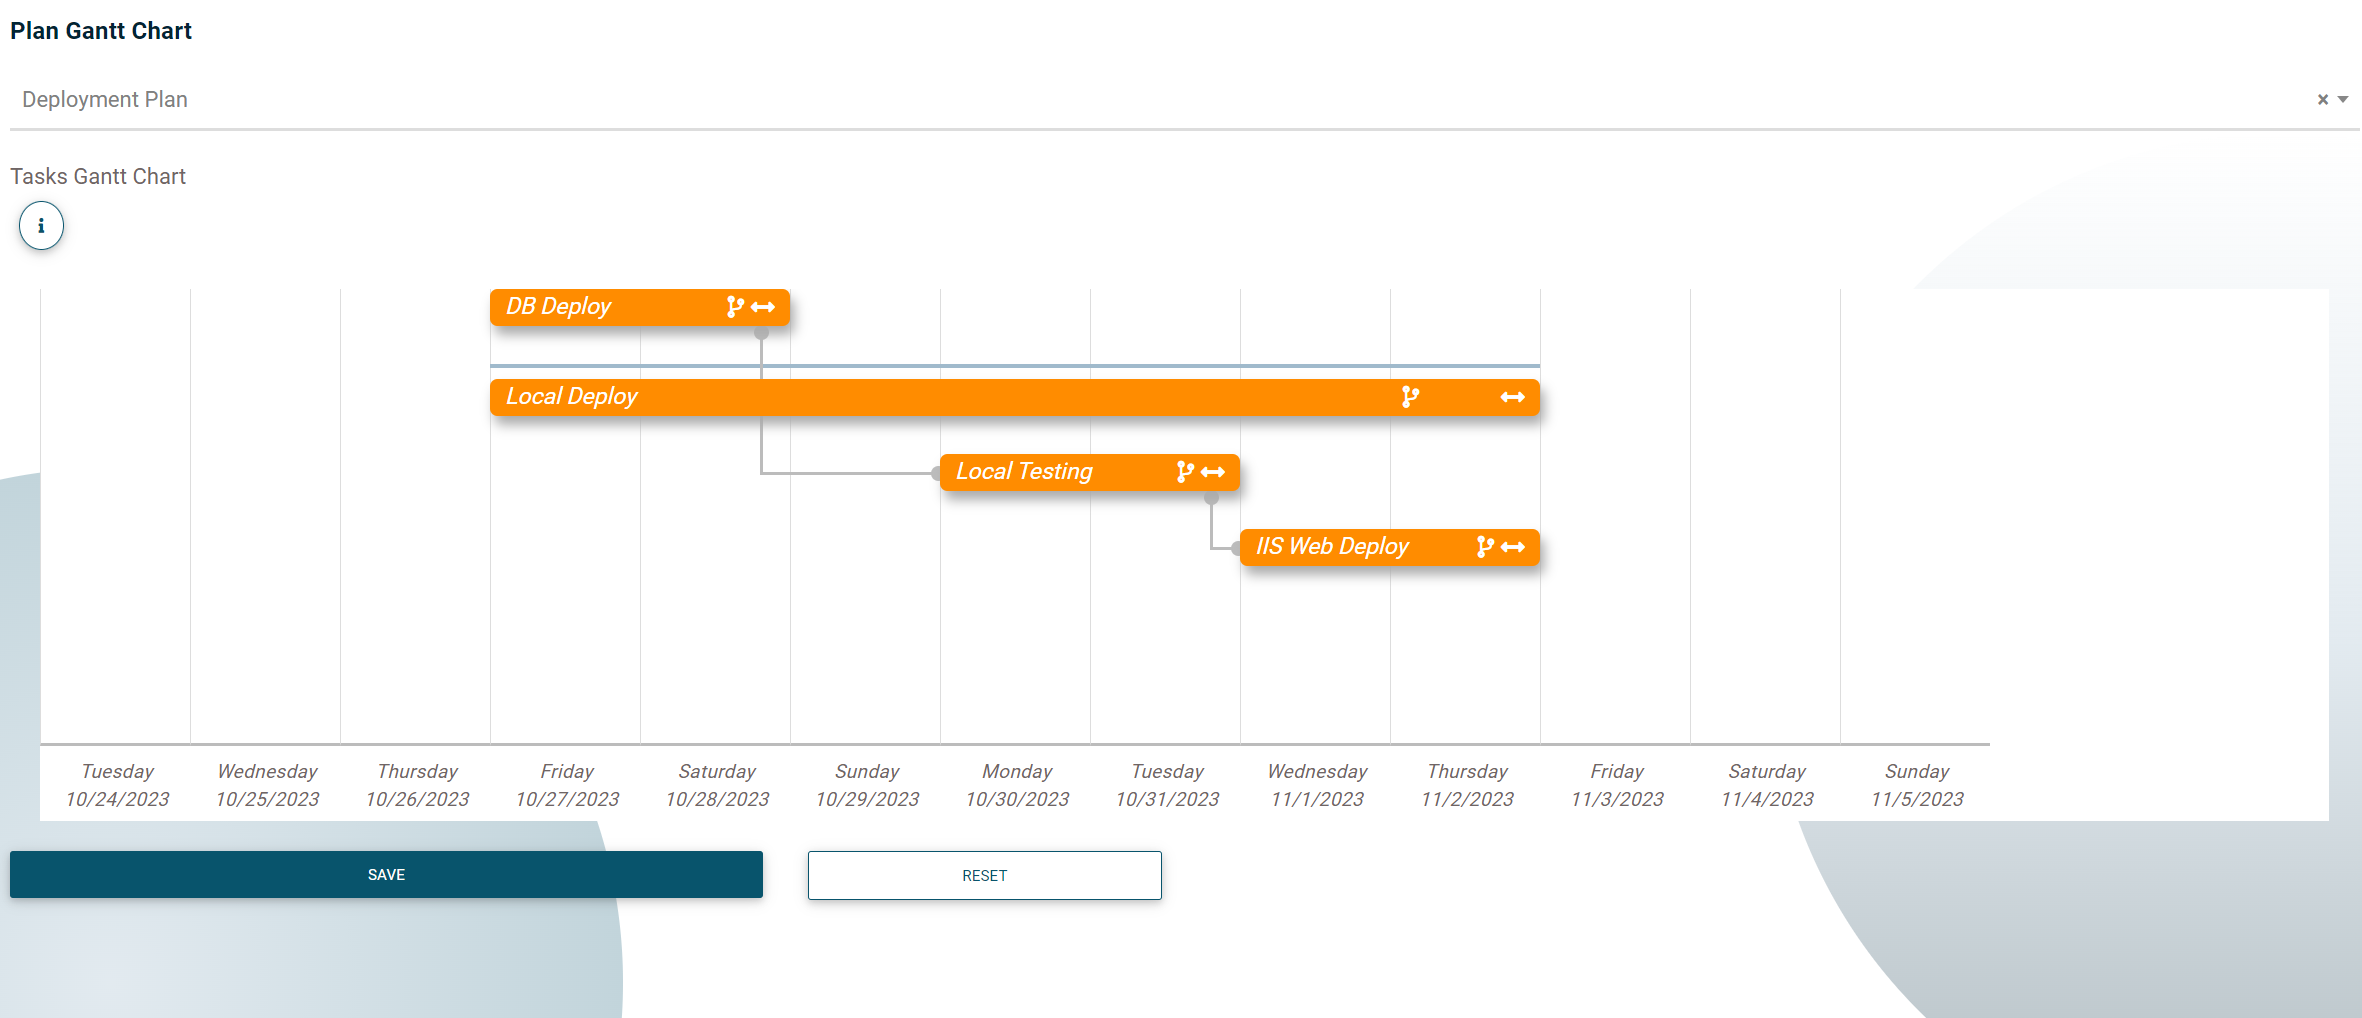 Plan Gantt Chart
Deployment Plan
Tasks Gantt Chart
DB Deploy
Local Deploy
Local Testing
IIS Web Deploy
Tuesday Wednesday Thursday Friday Saturday Sunday Monday Tuesday Wednesday Thursday Friday Saturday Sunday
10/24/2023 10/25/2023 10/26/2023 10/27/2023 10/28/2023 10/29/2023 10/30/2023 10/31/2023 11/1/2023 11/2/2023 11/3/2023 11/4/2023 11/5/2023
SAVE RESET